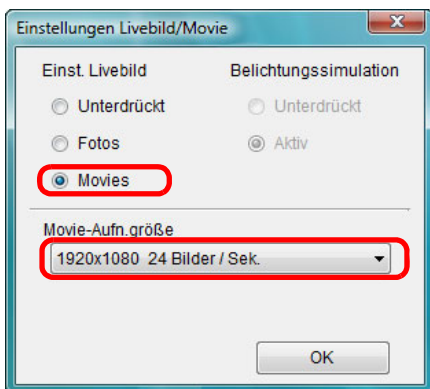 Einstellungen Livebild/Movie
Einst. Livebild
Unterdrückt
Fotos
Movies
Belichtungssimulation
Unterdrückt
Aktiv
Movie-Aufn.größe
1920x1080 24 Bilder / Sek.
OK